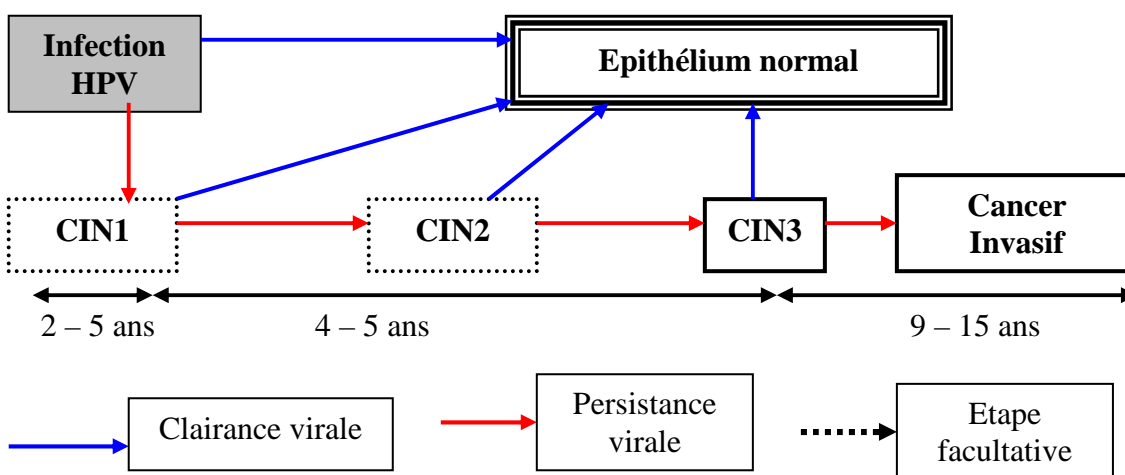 Infection
HPV
Epithélium normal
CIN1
CIN2
CIN3
Cancer
Invasif
2 – 5 ans
4 – 5 ans
9 – 15 ans
Clairance virale
Persistance
virale
Etape
facultative